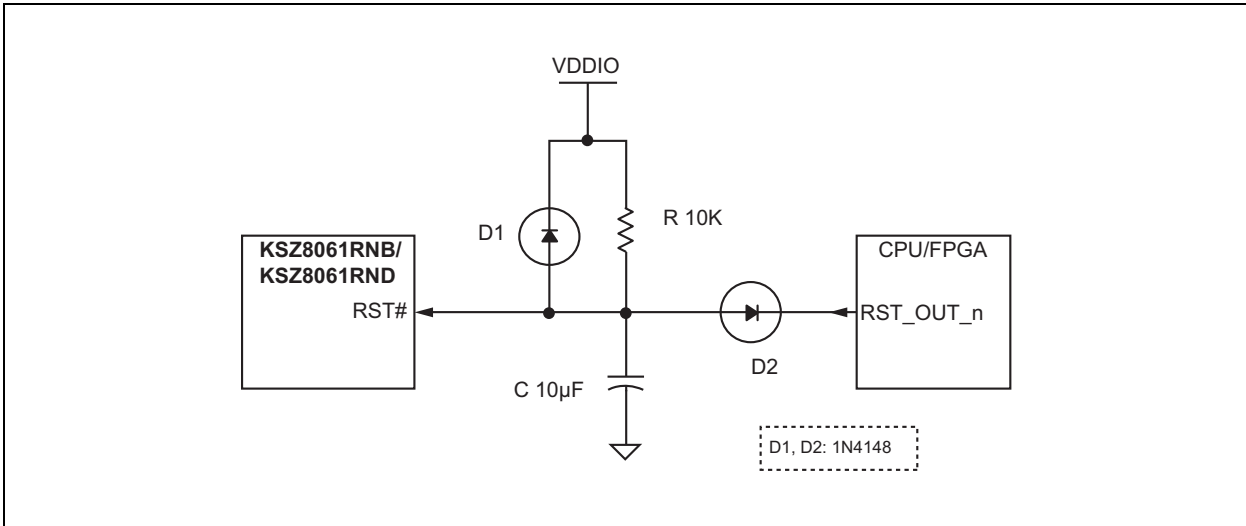 VDDIO
D1
R 10K
KSZ8061RNB/
KSZ8061RND
RST#
CPU/FPGA
RST_OUT_n
D2
C 10µF
D1, D2: 1N4148